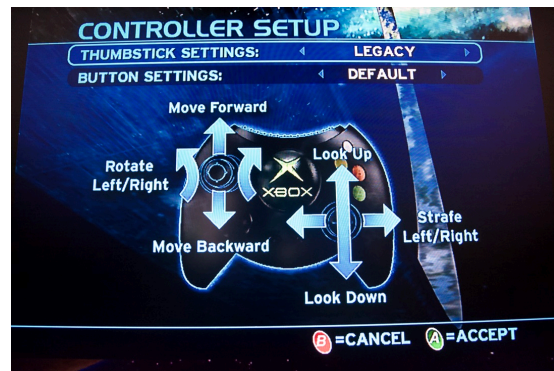 CONTROLLER SETUP
THUMBSTICK SETTINGS: LEGACY
BUTTON SETTINGS: DEFAULT
Move Forward
Look Up
Rotate
Left/Right
XBOX
Strafe
Left/Right
Move Backward
Look Down
B =CANCEL A =ACCEPT